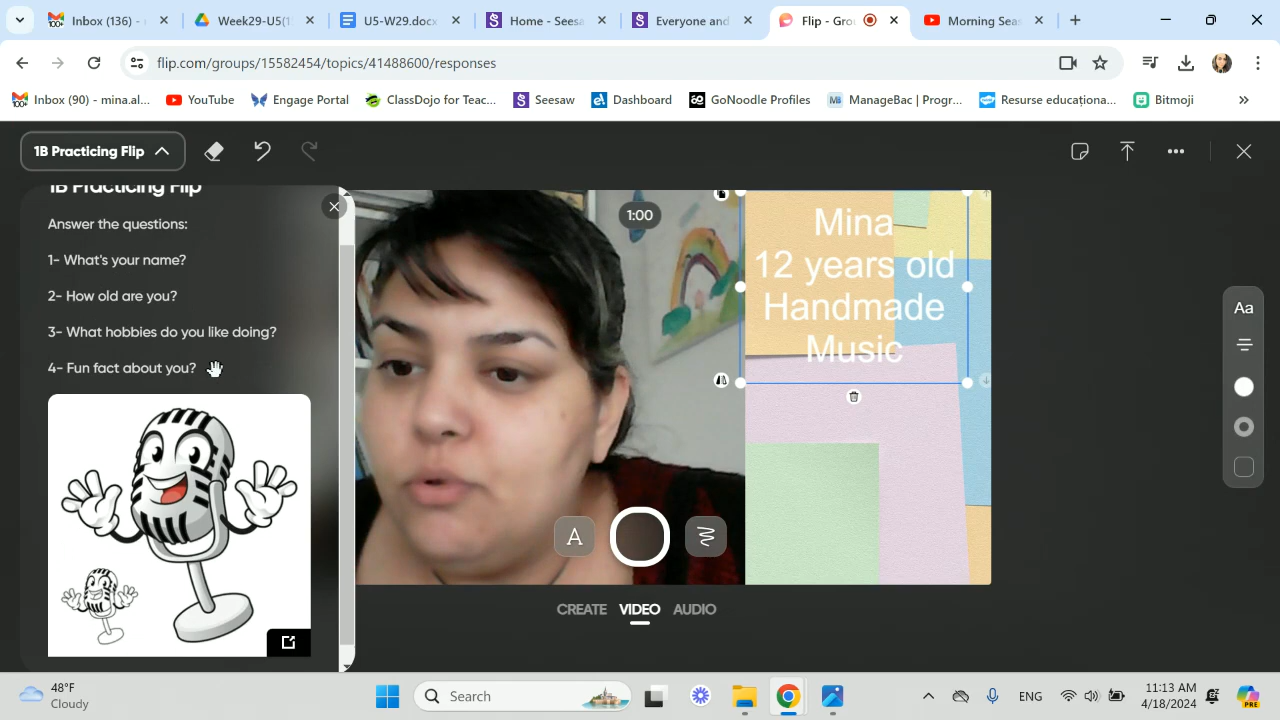 Inbox (136) -
Week29-U5(1
U5-W29.docx
Home - Seesa
Everyone and
Flip - Gro
Morning Sea
flip.com/groups/15582454/topics/41488600/responses
Inbox (90) - mina.al...
YouTube
Engage Portal
ClassDojo for Teac...
Seesaw
Dashboard
GoNoodle Profiles
ManageBac | Progr...
Resurse educaționa...
Bitmoji
1B Practicing Flip
1B Practicing Flip
Answer the questions:
1- What's your name?
2- How old are you?
3- What hobbies do you like doing?
4- Fun fact about you?
1:00
Mina
12 years old
Handmade
Music
Aa
A
CREATE VIDEO AUDIO
48°F
Cloudy
Search
ENG
11:13 AM
4/18/2024
PRE